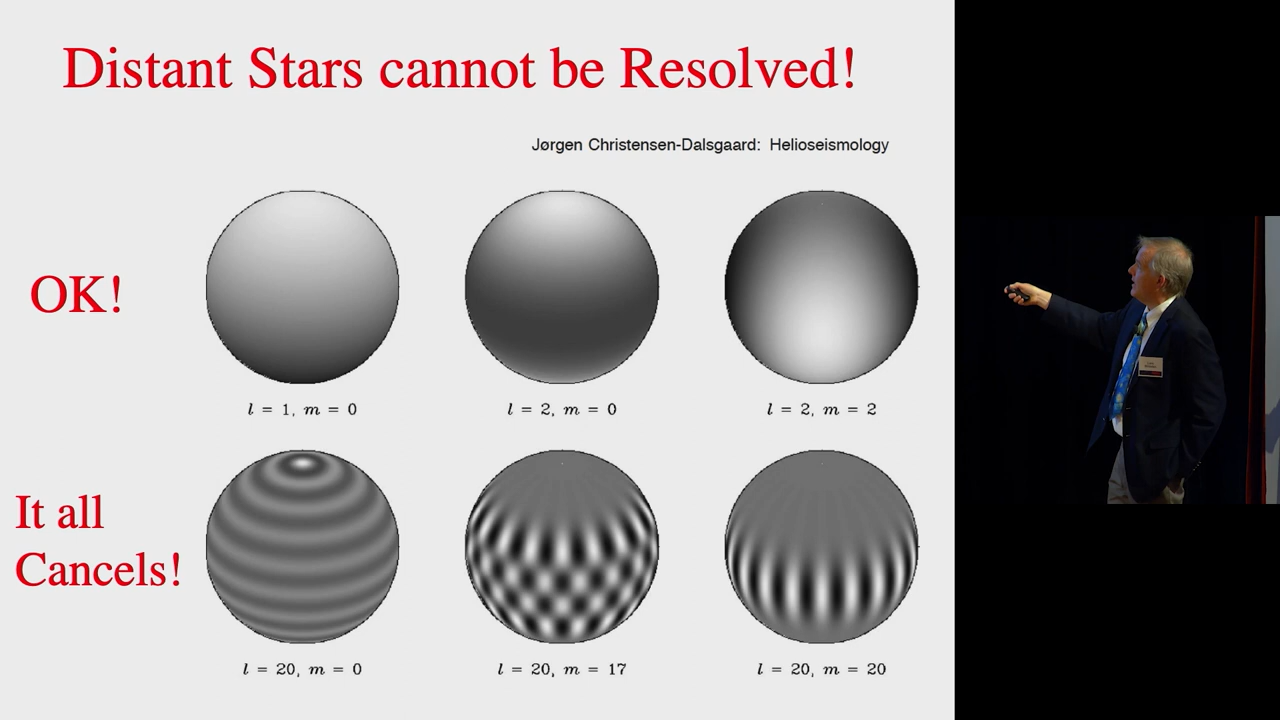 Distant Stars cannot be Resolved!
Jørgen Christensen-Dalsgaard: Helioseismology
OK!
l = 1, m = 0
l = 2, m = 0
l = 2, m = 2
It all
Cancels!
l = 20, m = 0
l = 20, m = 17
l = 20, m = 20